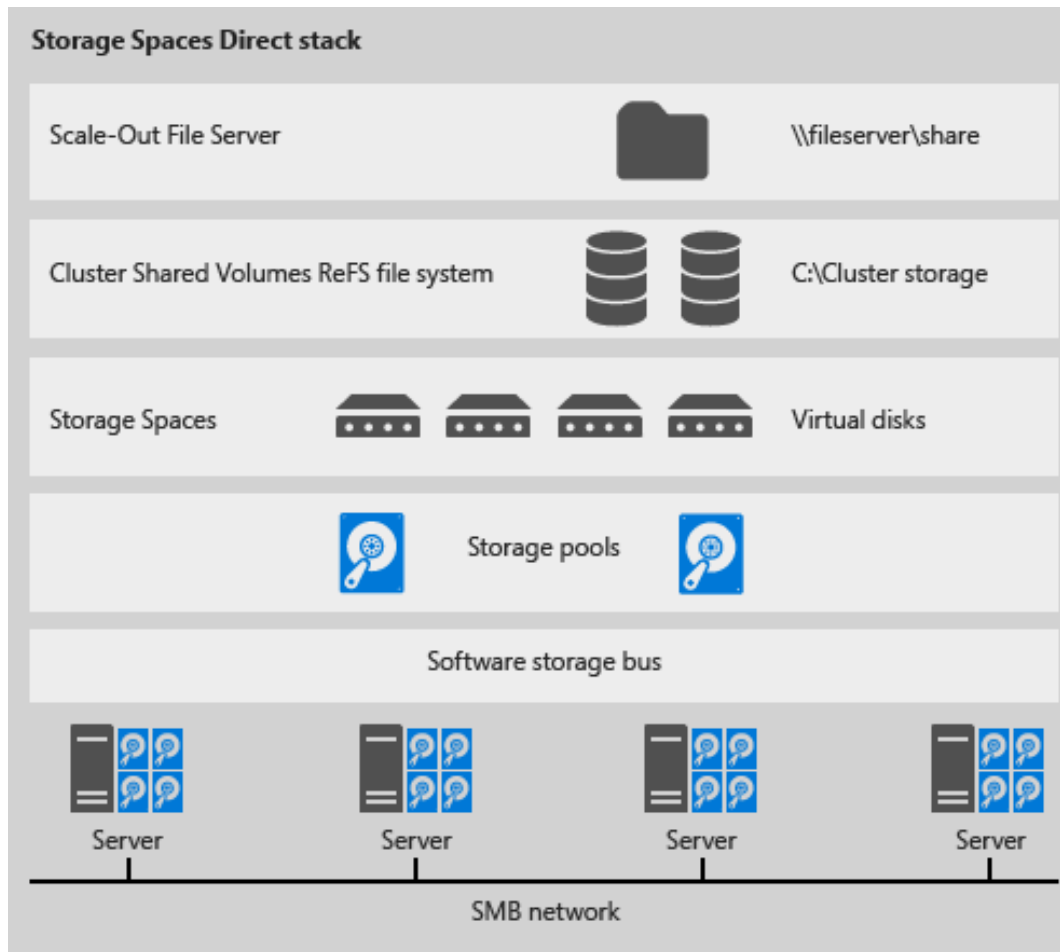 Storage Spaces Direct stack
Scale-Out File Server
\\fileserver\share
Cluster Shared Volumes ReFS file system
C:\Cluster storage
Storage Spaces
Virtual disks
Storage pools
Software storage bus
Server
Server
Server
Server
SMB network